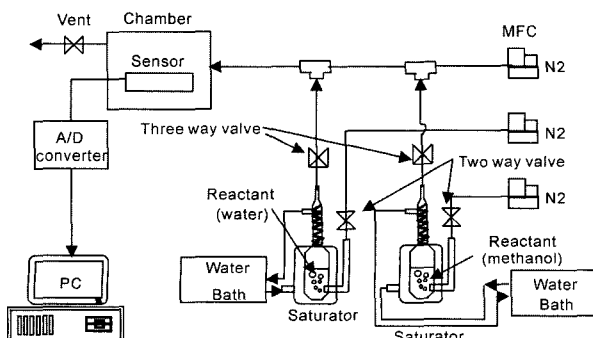 Vent
Chamber
MFC
Sensor
N2
A/D
converter
Three way valve
N2
Two way valve
N2
Reactant
(water)
Reactant
(methanol)
PC
Water
Bath
Saturator
Water
Bath
Saturator